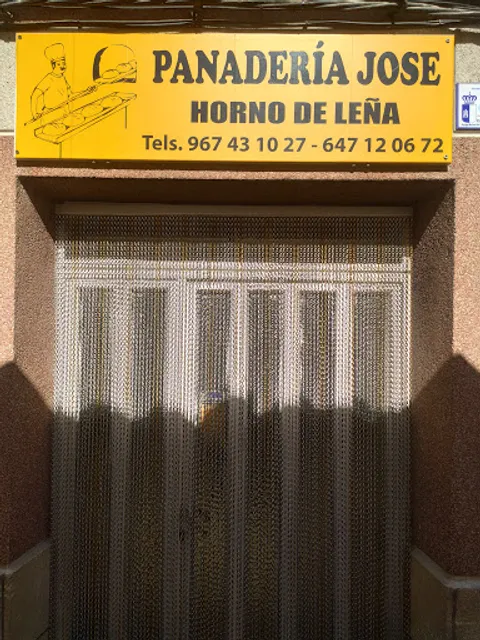 PANADERÍA JOSE
HORNO DE LEÑA
Tels. 967 43 10 27 - 647 12 06 72